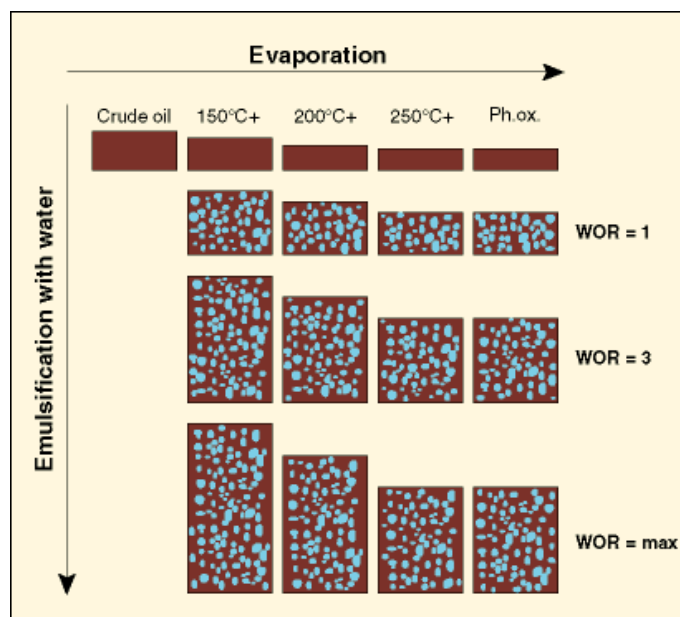 Evaporation
Crude oil 150°C+ 200°C+ 250°C+ Ph.ox.
Emulsification with water
WOR = 1
WOR = 3
WOR = max